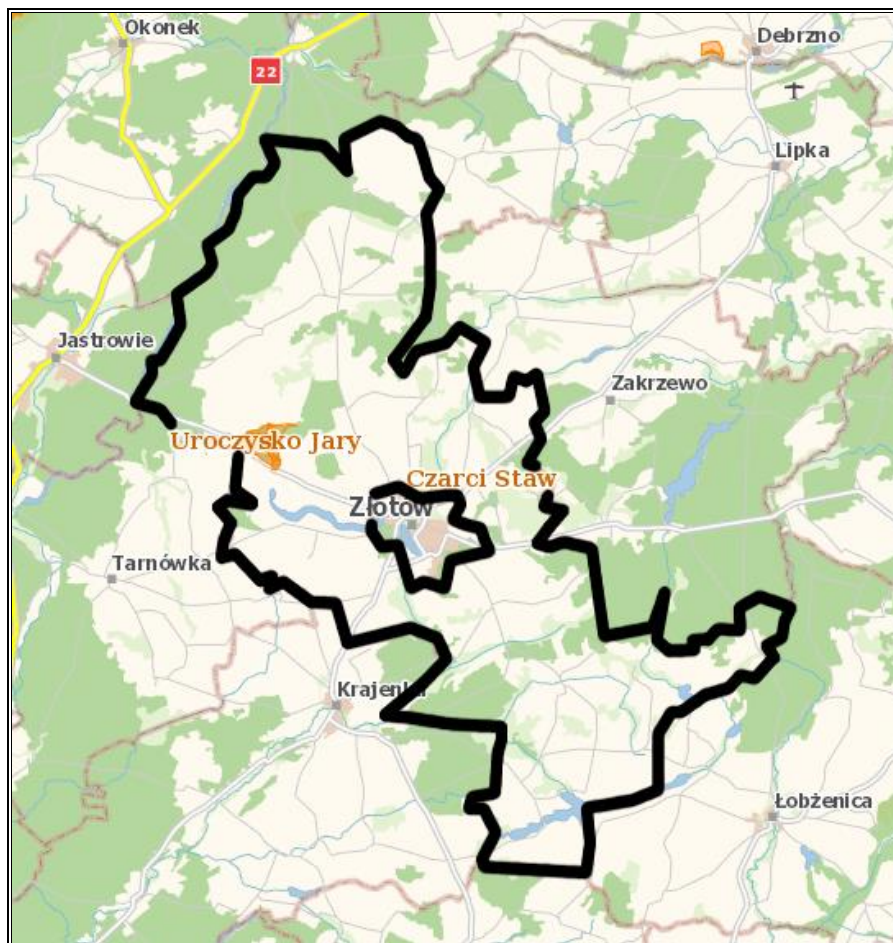 Okonek
Debrzno
22
Lipka
Jastrowie
Zakrzewo
Uroczysko Jary
Czarci Staw
Złotów
Tarnówka
Krajenka
Łobżenica